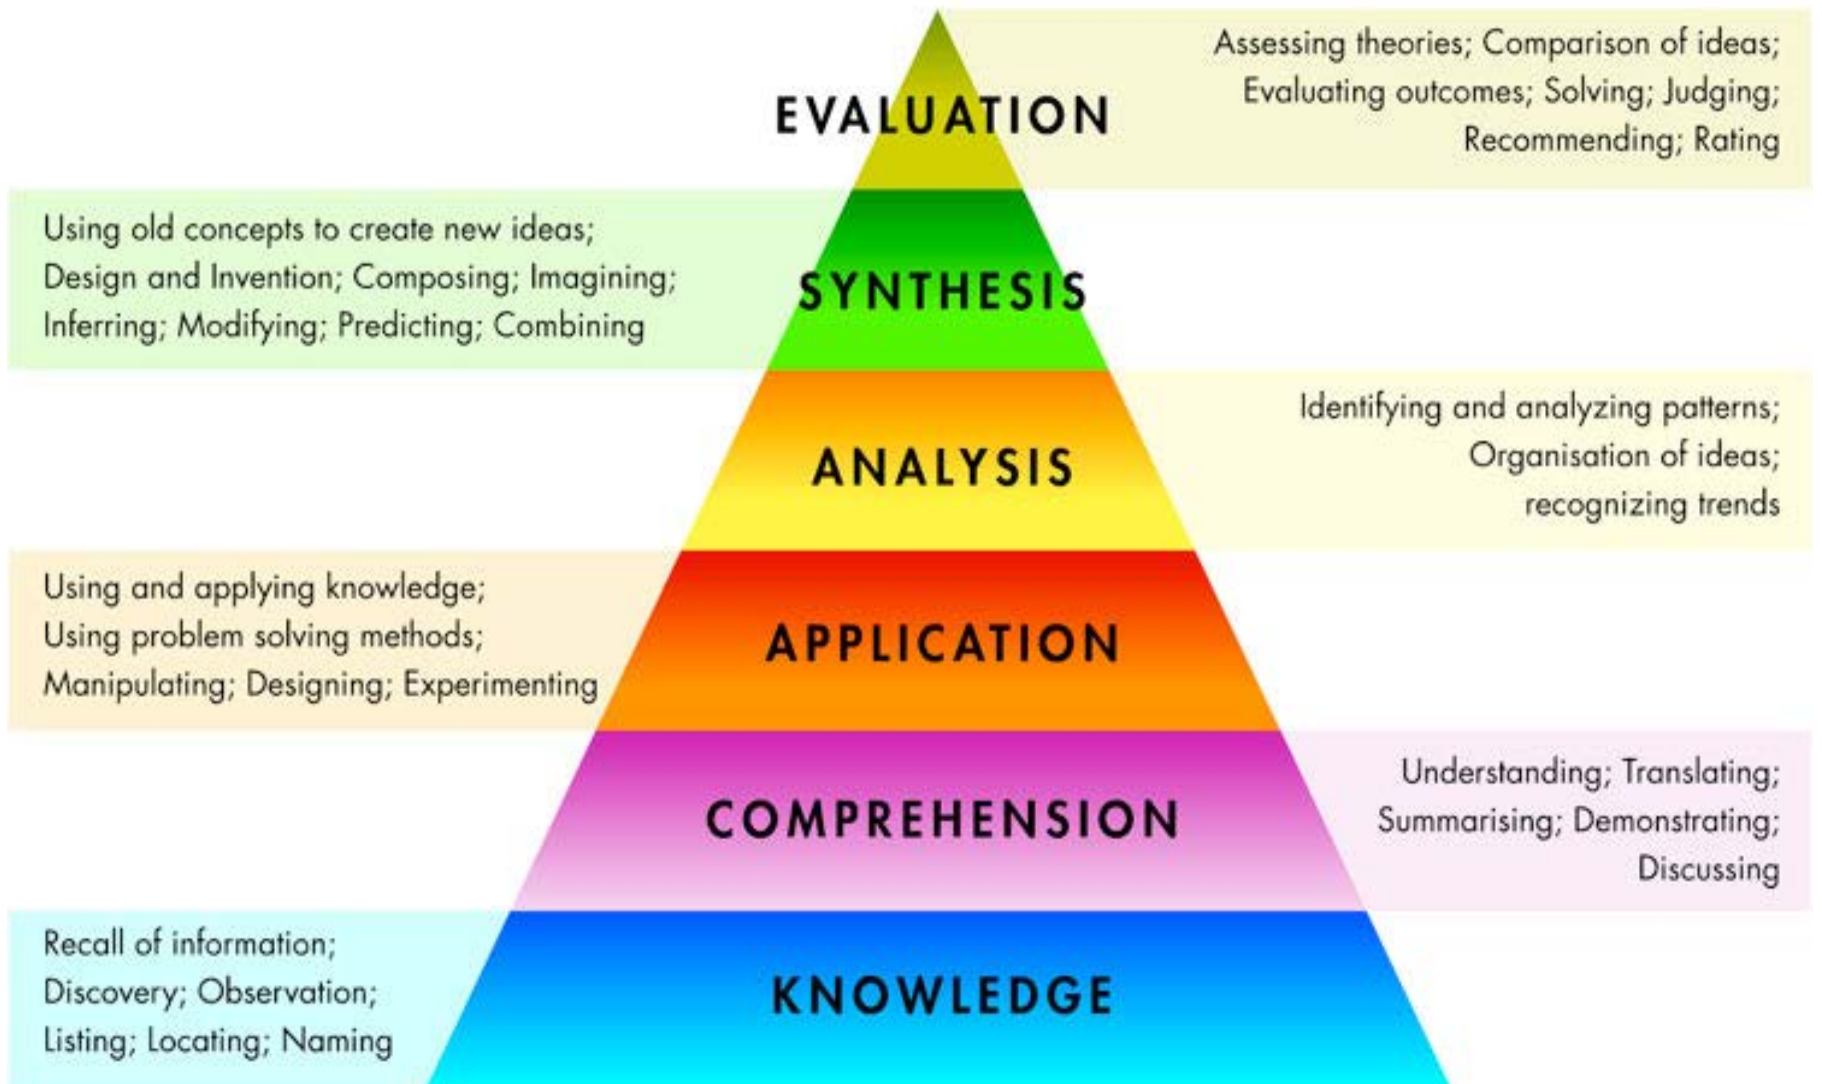 EVALUATION
Assessing theories; Comparison of ideas;
Evaluating outcomes; Solving; Judging;
Recommending; Rating
Using old concepts to create new ideas;
Design and Invention; Composing; Imagining;
Inferring; Modifying; Predicting; Combining
SYNTHESIS
ANALYSIS
Identifying and analyzing patterns;
Organisation of ideas;
recognizing trends
Using and applying knowledge;
Using problem solving methods;
Manipulating; Designing; Experimenting
APPLICATION
COMPREHENSION
Understanding; Translating;
Summarising; Demonstrating;
Discussing
Recall of information;
Discovery; Observation;
Listing; Locating; Naming
KNOWLEDGE